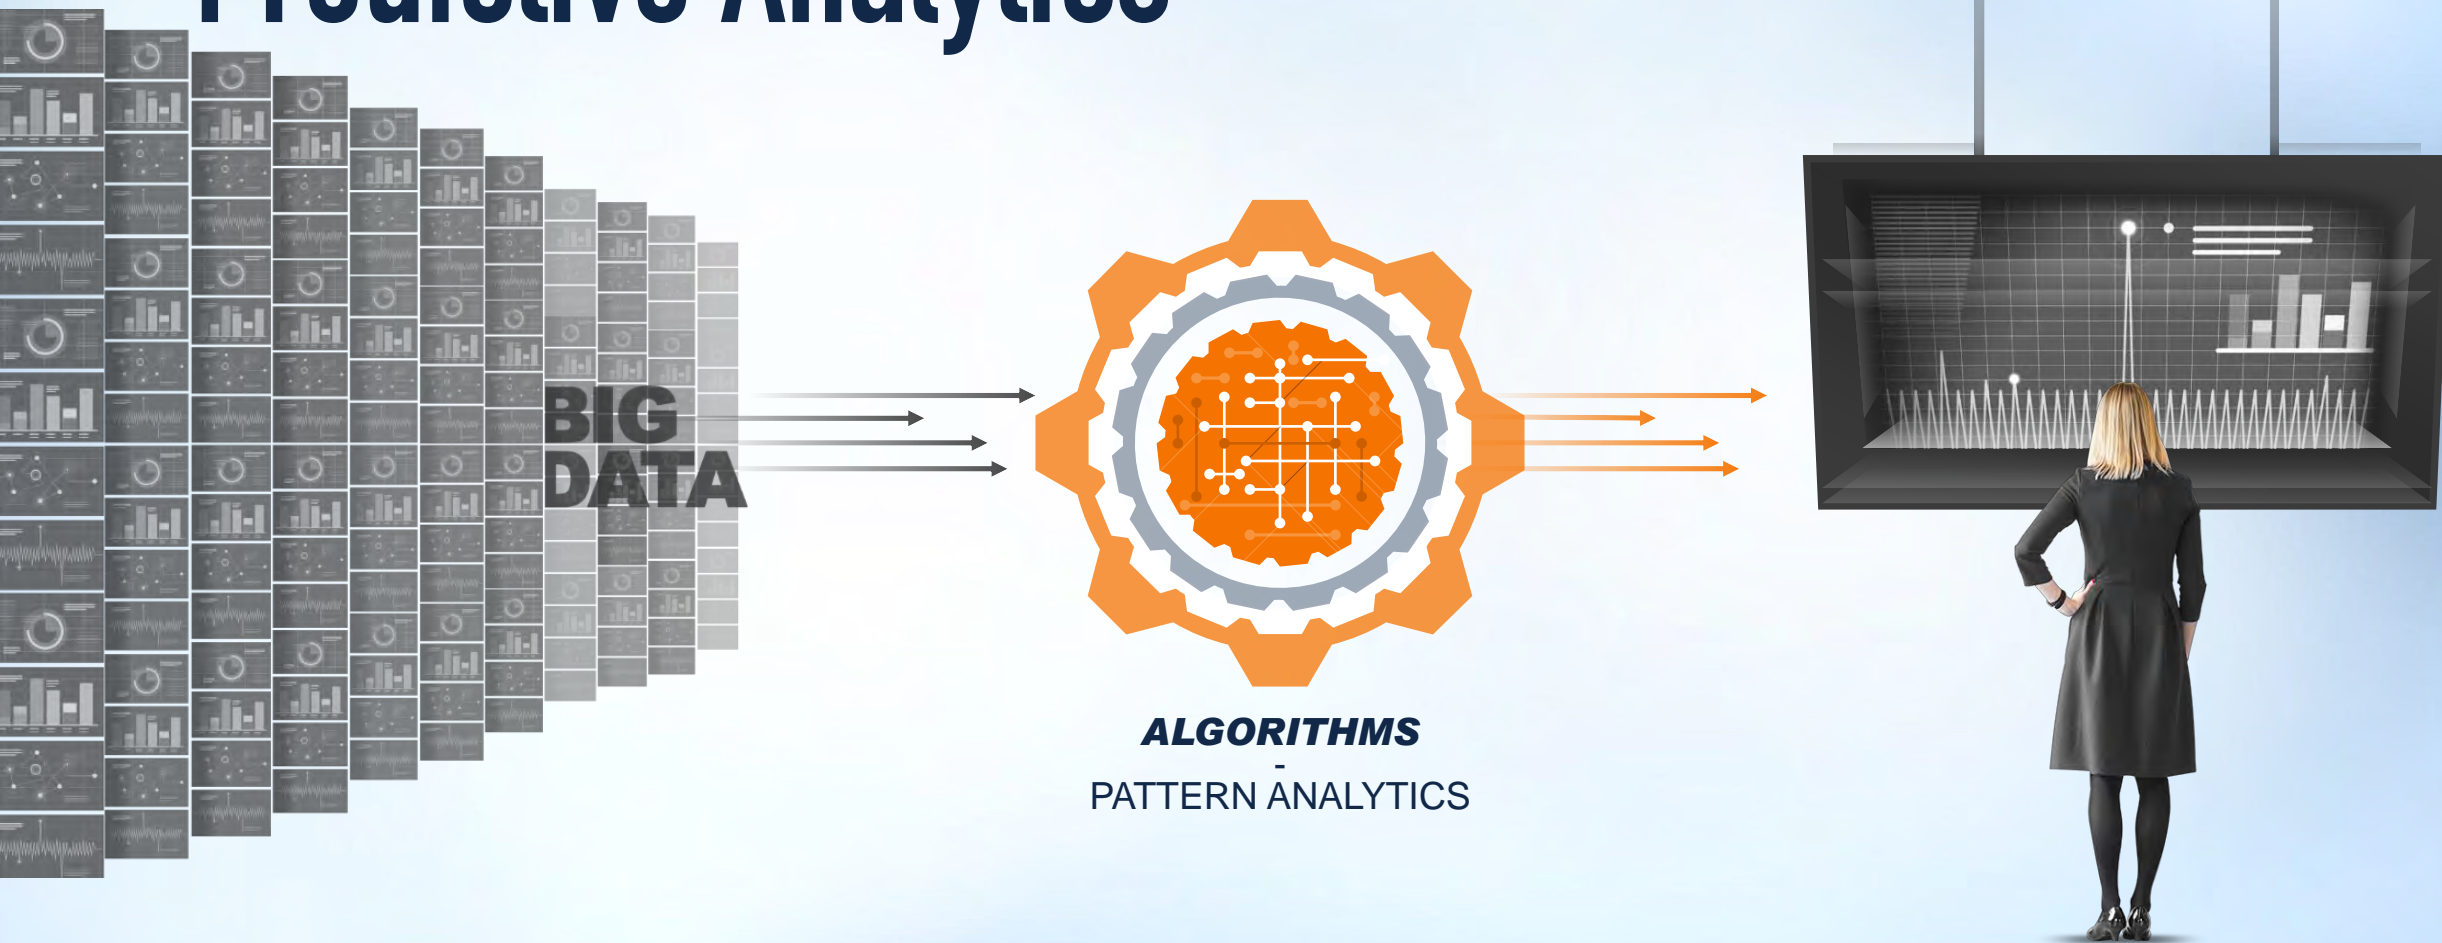 Predictive Analytics
BIG
DATA
ALGORITHMS
-
PATTERN ANALYTICS